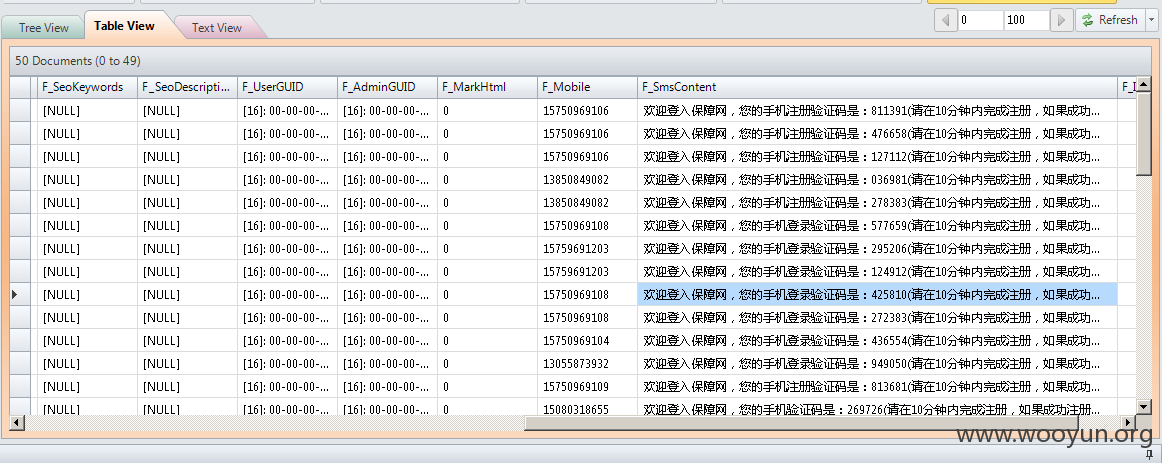 Tree View Table View Text View 0 100 Refresh
50 Documents (0 to 49)
F_SeoKeywords F_SeoDescripti... F_UserGUID F_AdminGUID F_MarkHtml F_Mobile F_SmsContent
[NULL] [NULL] [16]: 00-00-00-... [16]: 00-00-00-... 0 15750969106 欢迎登入保障网，您的手机注册验证码是：811391(请在10分钟内完成注册，如果成功...
[NULL] [NULL] [16]: 00-00-00-... [16]: 00-00-00-... 0 15750969106 欢迎登入保障网，您的手机注册验证码是：476658(请在10分钟内完成注册，如果成功...
[NULL] [NULL] [16]: 00-00-00-... [16]: 00-00-00-... 0 15750969106 欢迎登入保障网，您的手机注册验证码是：127112(请在10分钟内完成注册，如果成功...
[NULL] [NULL] [16]: 00-00-00-... [16]: 00-00-00-... 0 13850849082 欢迎登入保障网，您的手机注册验证码是：036981(请在10分钟内完成注册，如果成功...
[NULL] [NULL] [16]: 00-00-00-... [16]: 00-00-00-... 0 13850849082 欢迎登入保障网，您的手机注册验证码是：278383(请在10分钟内完成注册，如果成功...
[NULL] [NULL] [16]: 00-00-00-... [16]: 00-00-00-... 0 15750969108 欢迎登入保障网，您的手机登录验证码是：577659(请在10分钟内完成注册，如果成功...
[NULL] [NULL] [16]: 00-00-00-... [16]: 00-00-00-... 0 15759691203 欢迎登入保障网，您的手机登录验证码是：295206(请在10分钟内完成注册，如果成功...
[NULL] [NULL] [16]: 00-00-00-... [16]: 00-00-00-... 0 15759691203 欢迎登入保障网，您的手机登录验证码是：124912(请在10分钟内完成注册，如果成功...
[NULL] [NULL] [16]: 00-00-00-... [16]: 00-00-00-... 0 15750969108 欢迎登入保障网，您的手机登录验证码是：425810(请在10分钟内完成注册，如果成功...
[NULL] [NULL] [16]: 00-00-00-... [16]: 00-00-00-... 0 15750969108 欢迎登入保障网，您的手机登录验证码是：272383(请在10分钟内完成注册，如果成功...
[NULL] [NULL] [16]: 00-00-00-... [16]: 00-00-00-... 0 15750969104 欢迎登入保障网，您的手机登录验证码是：436554(请在10分钟内完成注册，如果成功...
[NULL] [NULL] [16]: 00-00-00-... [16]: 00-00-00-... 0 13055873932 欢迎登入保障网，您的手机登录验证码是：949050(请在10分钟内完成注册，如果成功...
[NULL] [NULL] [16]: 00-00-00-... [16]: 00-00-00-... 0 15750969109 欢迎登入保障网，您的手机注册验证码是：813681(请在10分钟内完成注册，如果成功...
[NULL] [NULL] [16]: 00-00-00-... [16]: 00-00-00-... 0 15080318655 欢迎登入保障网，您的手机验证码是：269726(请在10分钟内完成注册，如果成功注册...
www.wooyun.org